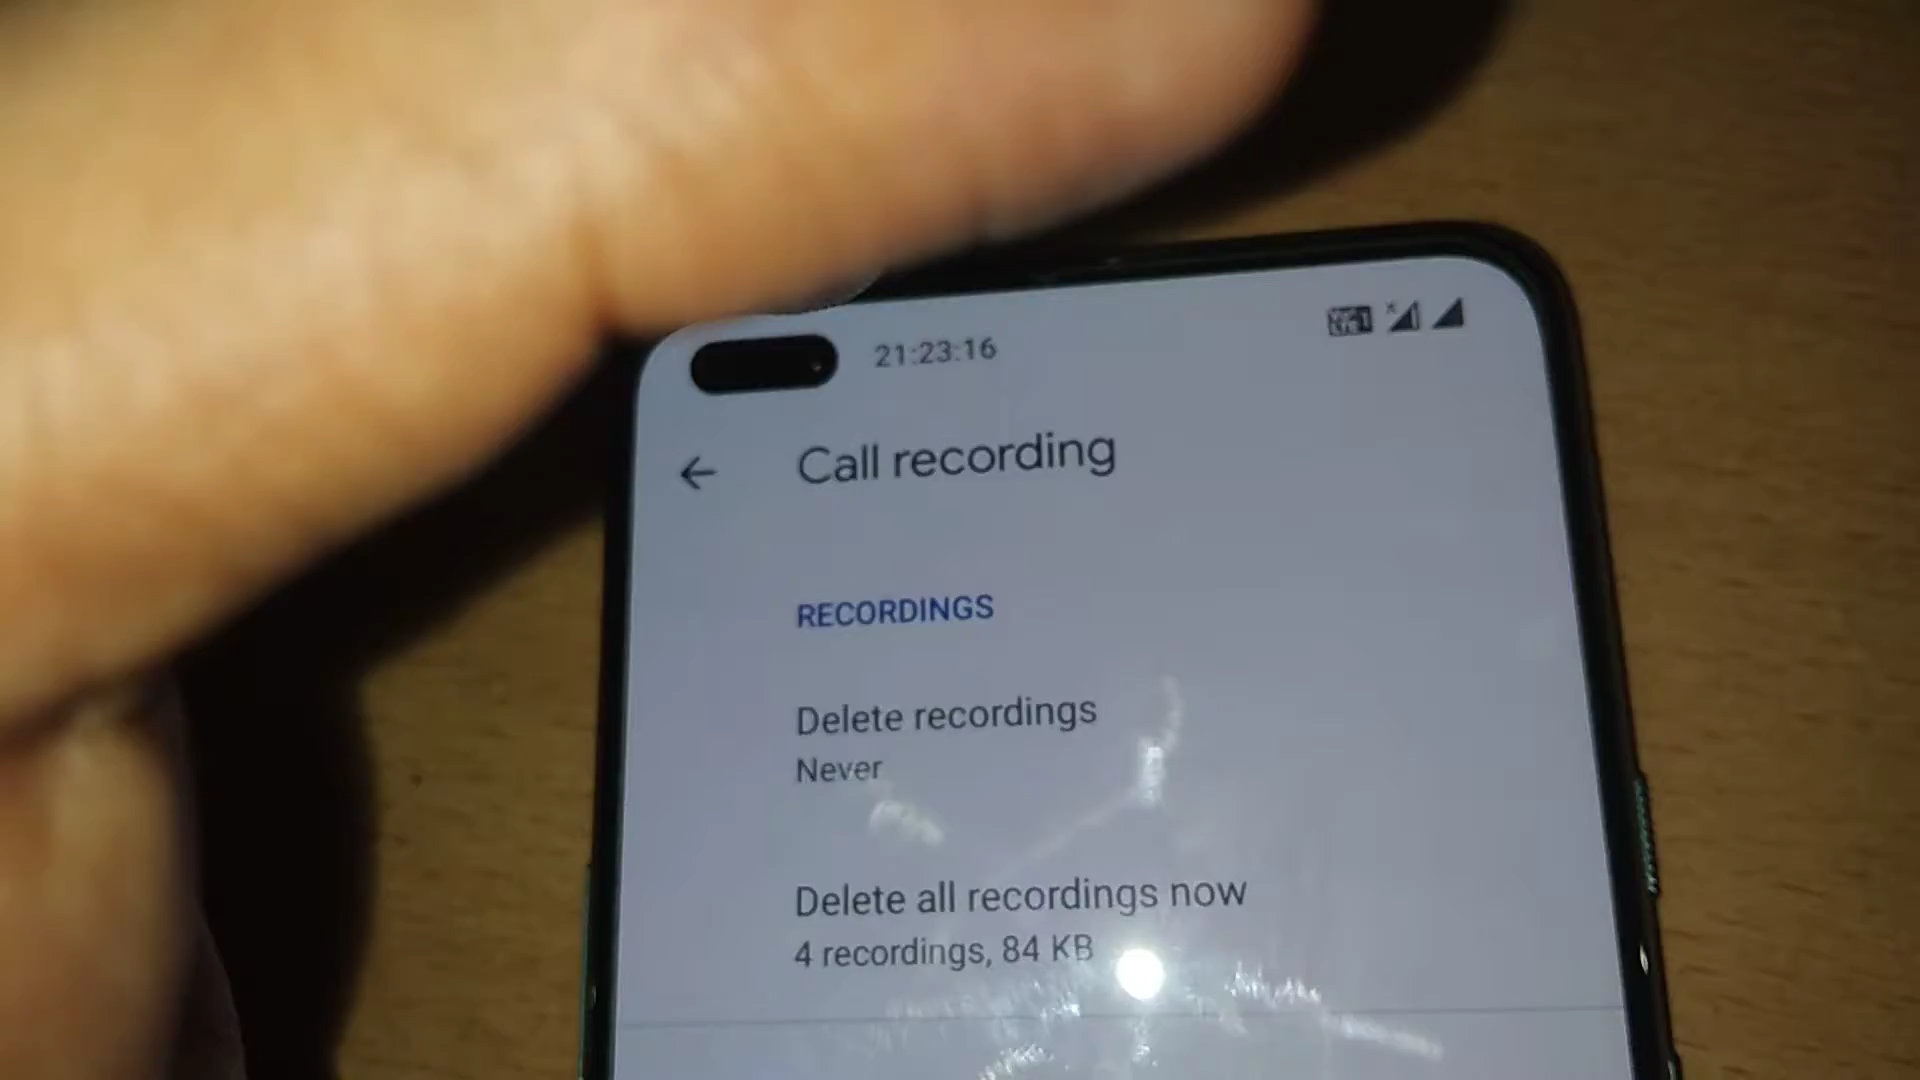 21:23:16
Call recording
RECORDINGS
Delete recordings
Never
Delete all recordings now
4 recordings, 84 KB